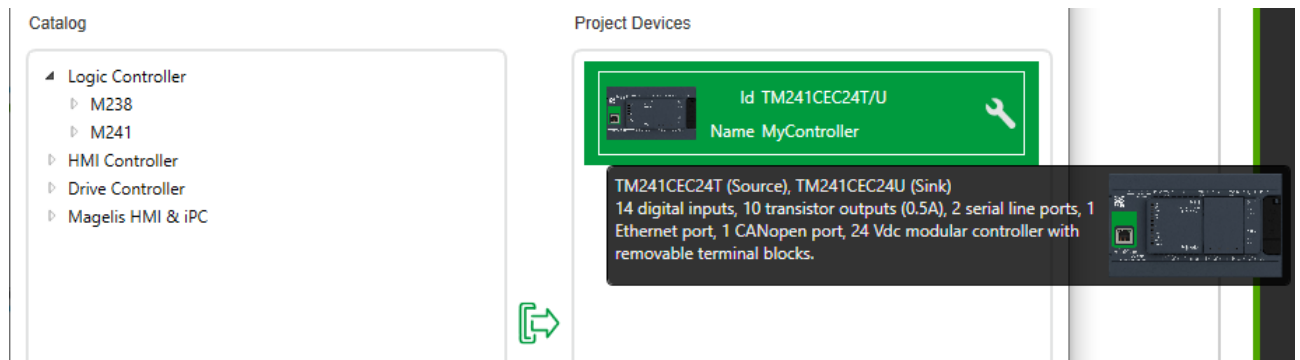 Catalog
Logic Controller
M238
M241
HMI Controller
Drive Controller
Magelis HMI & iPC
Project Devices
Id TM241CEC24T/U
Name MyController
TM241CEC24T (Source), TM241CEC24U (Sink)
14 digital inputs, 10 transistor outputs (0.5A), 2 serial line ports, 1
Ethernet port, 1 CANopen port, 24 Vdc modular controller with
removable terminal blocks.